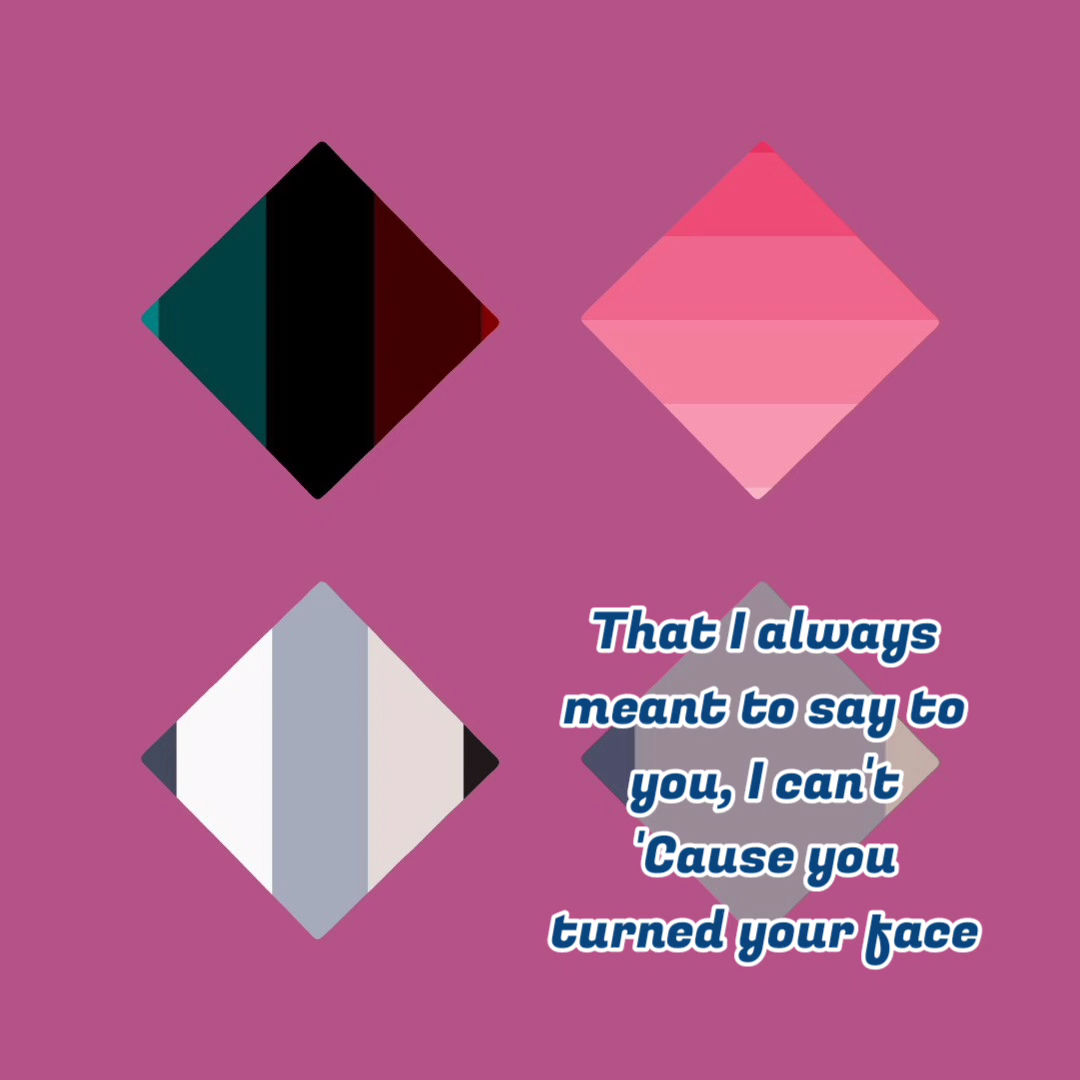 That I always
meant to say to
you, I can't
'Cause you
turned your face